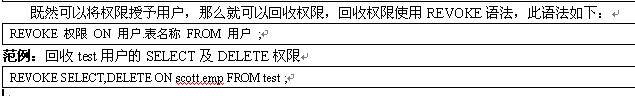 既然可以将权限授予用户，那么就可以回收权限，回收权限使用 REVOKE 语法，此语法如下：
REVOKE 权限 ON 用户.表名称 FROM 用户 ;
范例：回收 test 用户的 SELECT 及 DELETE 权限
REVOKE SELECT,DELETE ON scott.emp FROM test ;